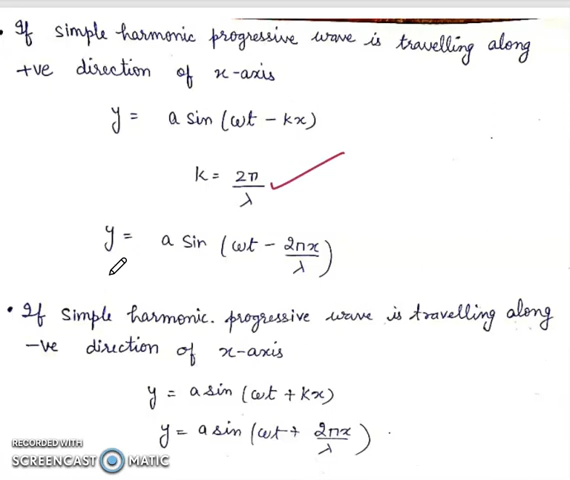 • If simple harmonic progressive wave is travelling along
+ve direction of x-axis
y = a sin (ωt - kx)
k = 2π/λ
y = a sin (ωt - 2πx/λ)
• If simple harmonic. progressive wave is travelling along
-ve direction of x-axis
y = a sin (ωt + kx)
y = a sin (ωt + 2πx/λ)
RECORDED WITH
SCREENCAST MATIC